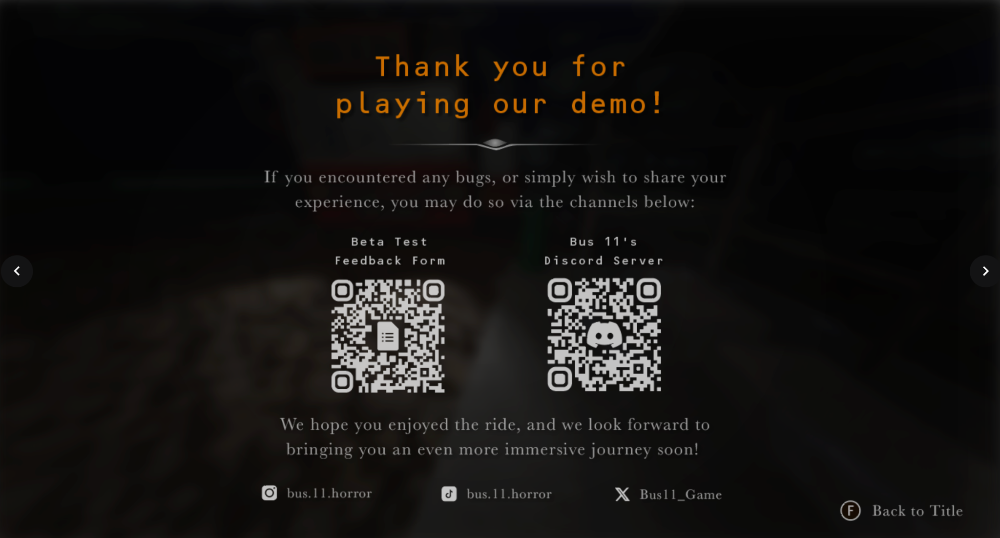 Thank you for
playing our demo!
If you encountered any bugs, or simply wish to share your
experience, you may do so via the channels below:
Beta Test
Feedback Form
Bus 11's
Discord Server
We hope you enjoyed the ride, and we look forward to
bringing you an even more immersive journey soon!
bus.11.horror
bus.11.horror
Bus11_Game
F Back to Title